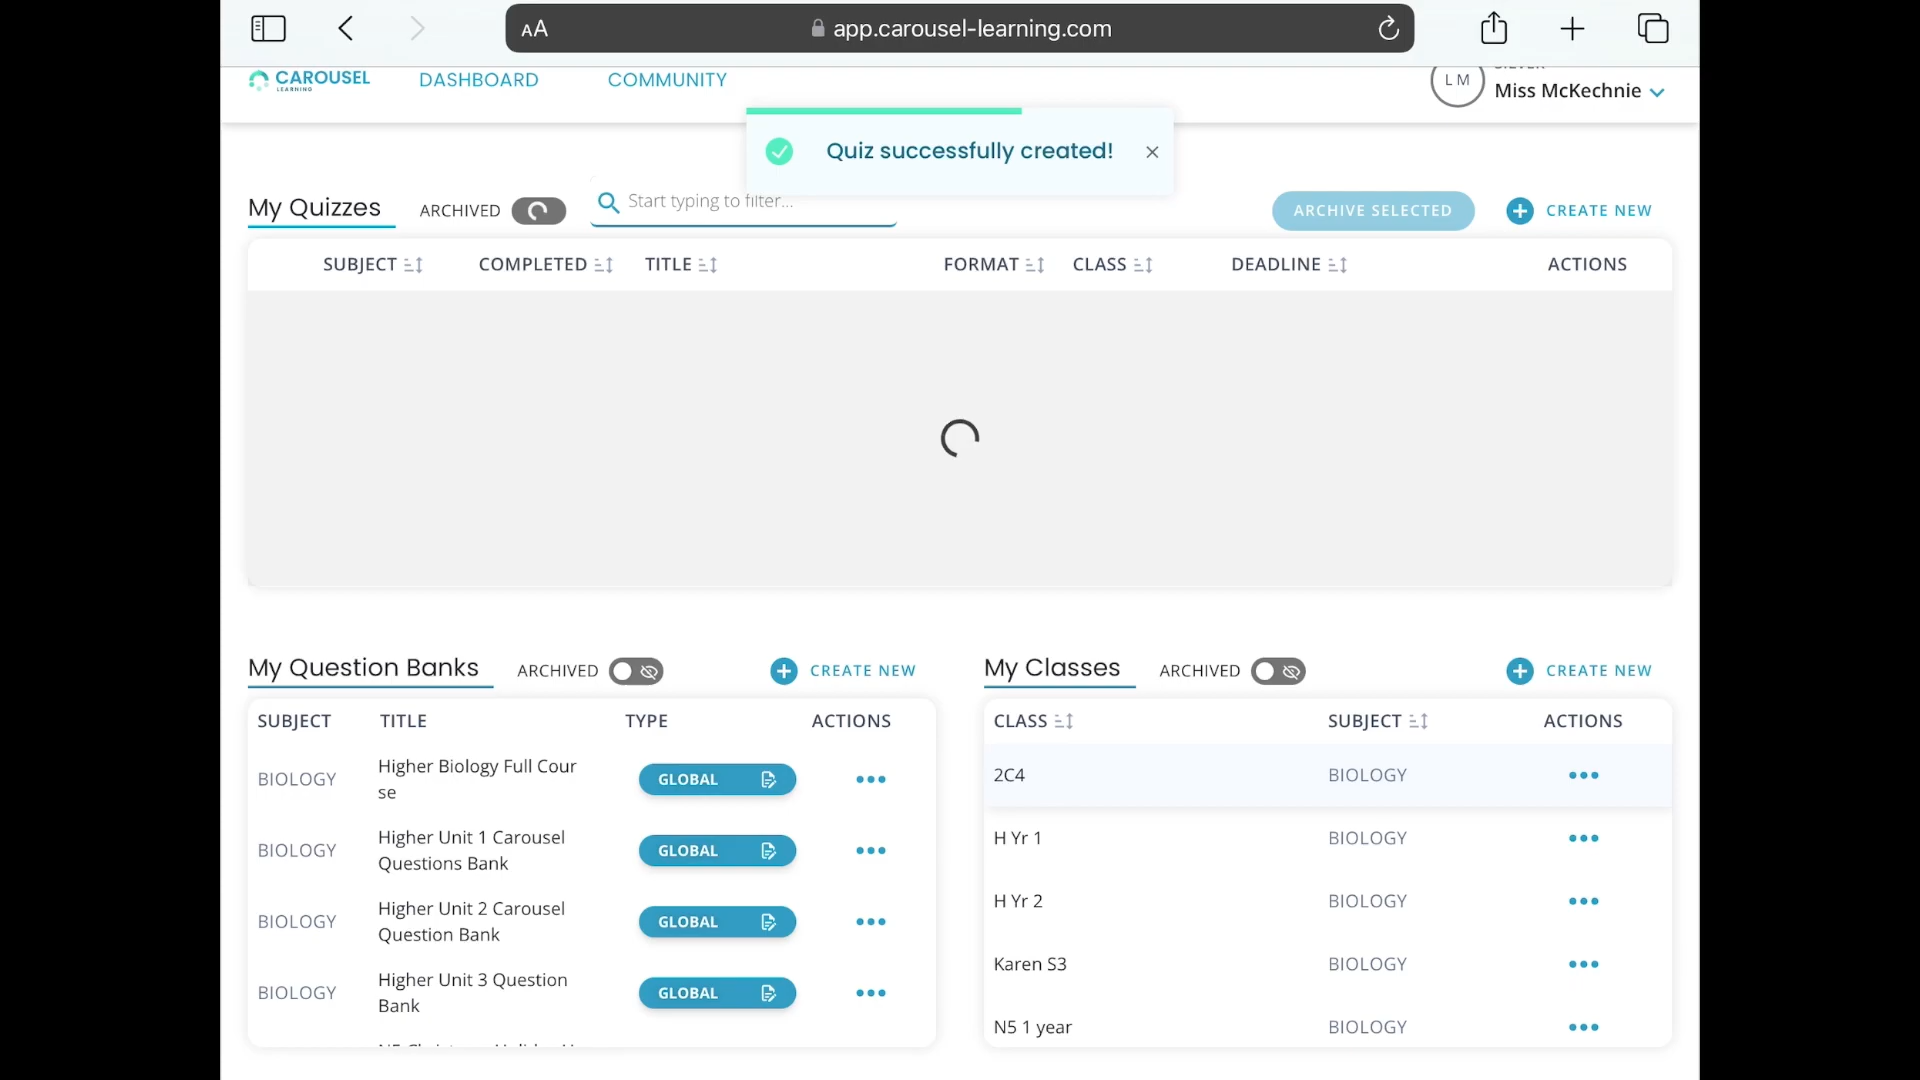 AA app.carousel-learning.com
CAROUSEL
LEARNING
DASHBOARD
COMMUNITY
L M
SILVER
Miss McKechnie
Quiz successfully created!
My Quizzes
ARCHIVED
Start typing to filter...
ARCHIVE SELECTED
CREATE NEW
SUBJECT COMPLETED TITLE FORMAT CLASS DEADLINE ACTIONS
My Question Banks
ARCHIVED
CREATE NEW
SUBJECT TITLE TYPE ACTIONS
BIOLOGY
Higher Biology Full Cour
se
GLOBAL
BIOLOGY
Higher Unit 1 Carousel
Questions Bank
GLOBAL
BIOLOGY
Higher Unit 2 Carousel
Question Bank
GLOBAL
BIOLOGY
Higher Unit 3 Question
Bank
GLOBAL
My Classes
ARCHIVED
CREATE NEW
CLASS SUBJECT ACTIONS
2C4 BIOLOGY
H Yr 1 BIOLOGY
H Yr 2 BIOLOGY
Karen S3 BIOLOGY
N5 1 year BIOLOGY